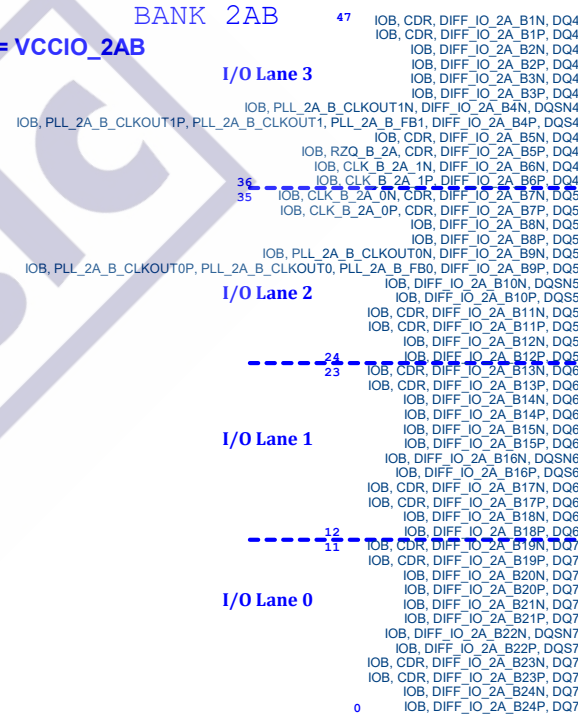 BANK 2AB
= VCCIO_2AB
47 IOB, CDR, DIFF_IO_2A_B1N, DQ4
IOB, CDR, DIFF_IO_2A_B1P, DQ4
IOB, DIFF_IO_2A_B2N, DQ4
IOB, DIFF_IO_2A_B2P, DQ4
I/O Lane 3
IOB, DIFF_IO_2A_B3N, DQ4
IOB, DIFF_IO_2A_B3P, DQ4
IOB, PLL_2A_B_CLKOUT1N, DIFF_IO_2A_B4N, DQSN4
IOB, PLL_2A_B_CLKOUT1P, PLL_2A_B_CLKOUT1, PLL_2A_B_FB1, DIFF_IO_2A_B4P, DQS4
IOB, CDR, DIFF_IO_2A_B5N, DQ4
IOB, RZQ_B_2A, CDR, DIFF_IO_2A_B5P, DQ4
IOB, CLK_B_2A_1N, DIFF_IO_2A_B6N, DQ4
36 IOB, CLK_B_2A_1P, DIFF_IO_2A_B6P, DQ4
35 IOB, CLK_B_2A_0N, CDR, DIFF_IO_2A_B7N, DQ5
IOB, CLK_B_2A_0P, CDR, DIFF_IO_2A_B7P, DQ5
IOB, DIFF_IO_2A_B8N, DQ5
IOB, DIFF_IO_2A_B8P, DQ5
IOB, PLL_2A_B_CLKOUT0N, DIFF_IO_2A_B9N, DQ5
IOB, PLL_2A_B_CLKOUT0P, PLL_2A_B_CLKOUT0, PLL_2A_B_FB0, DIFF_IO_2A_B9P, DQ5
IOB, DIFF_IO_2A_B10N, DQSN5
I/O Lane 2
IOB, DIFF_IO_2A_B10P, DQS5
IOB, CDR, DIFF_IO_2A_B11N, DQ5
IOB, CDR, DIFF_IO_2A_B11P, DQ5
IOB, DIFF_IO_2A_B12N, DQ5
24 IOB, DIFF_IO_2A_B12P, DQ5
23 IOB, CDR, DIFF_IO_2A_B13N, DQ6
IOB, CDR, DIFF_IO_2A_B13P, DQ6
IOB, DIFF_IO_2A_B14N, DQ6
IOB, DIFF_IO_2A_B14P, DQ6
IOB, DIFF_IO_2A_B15N, DQ6
I/O Lane 1
IOB, DIFF_IO_2A_B15P, DQ6
IOB, DIFF_IO_2A_B16N, DQSN6
IOB, DIFF_IO_2A_B16P, DQS6
IOB, CDR, DIFF_IO_2A_B17N, DQ6
IOB, CDR, DIFF_IO_2A_B17P, DQ6
IOB, DIFF_IO_2A_B18N, DQ6
12 IOB, DIFF_IO_2A_B18P, DQ6
11 IOB, CDR, DIFF_IO_2A_B19N, DQ7
IOB, CDR, DIFF_IO_2A_B19P, DQ7
IOB, DIFF_IO_2A_B20N, DQ7
IOB, DIFF_IO_2A_B20P, DQ7
I/O Lane 0
IOB, DIFF_IO_2A_B21N, DQ7
IOB, DIFF_IO_2A_B21P, DQ7
IOB, DIFF_IO_2A_B22N, DQSN7
IOB, DIFF_IO_2A_B22P, DQS7
IOB, CDR, DIFF_IO_2A_B23N, DQ7
IOB, CDR, DIFF_IO_2A_B23P, DQ7
IOB, DIFF_IO_2A_B24N, DQ7
0 IOB, DIFF_IO_2A_B24P, DQ7